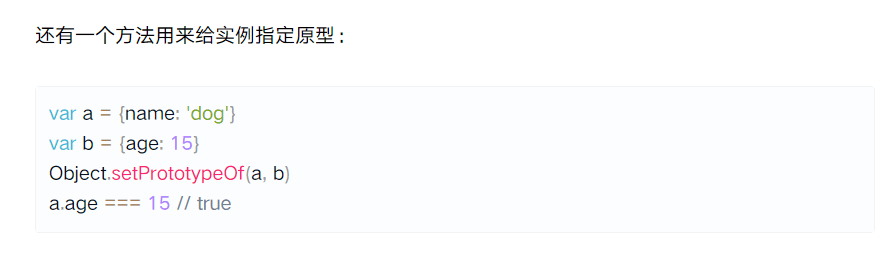 还有一个方法用来给实例指定原型：
var a = {name: 'dog'}
var b = {age: 15}
Object.setPrototypeOf(a, b)
a.age === 15 // true